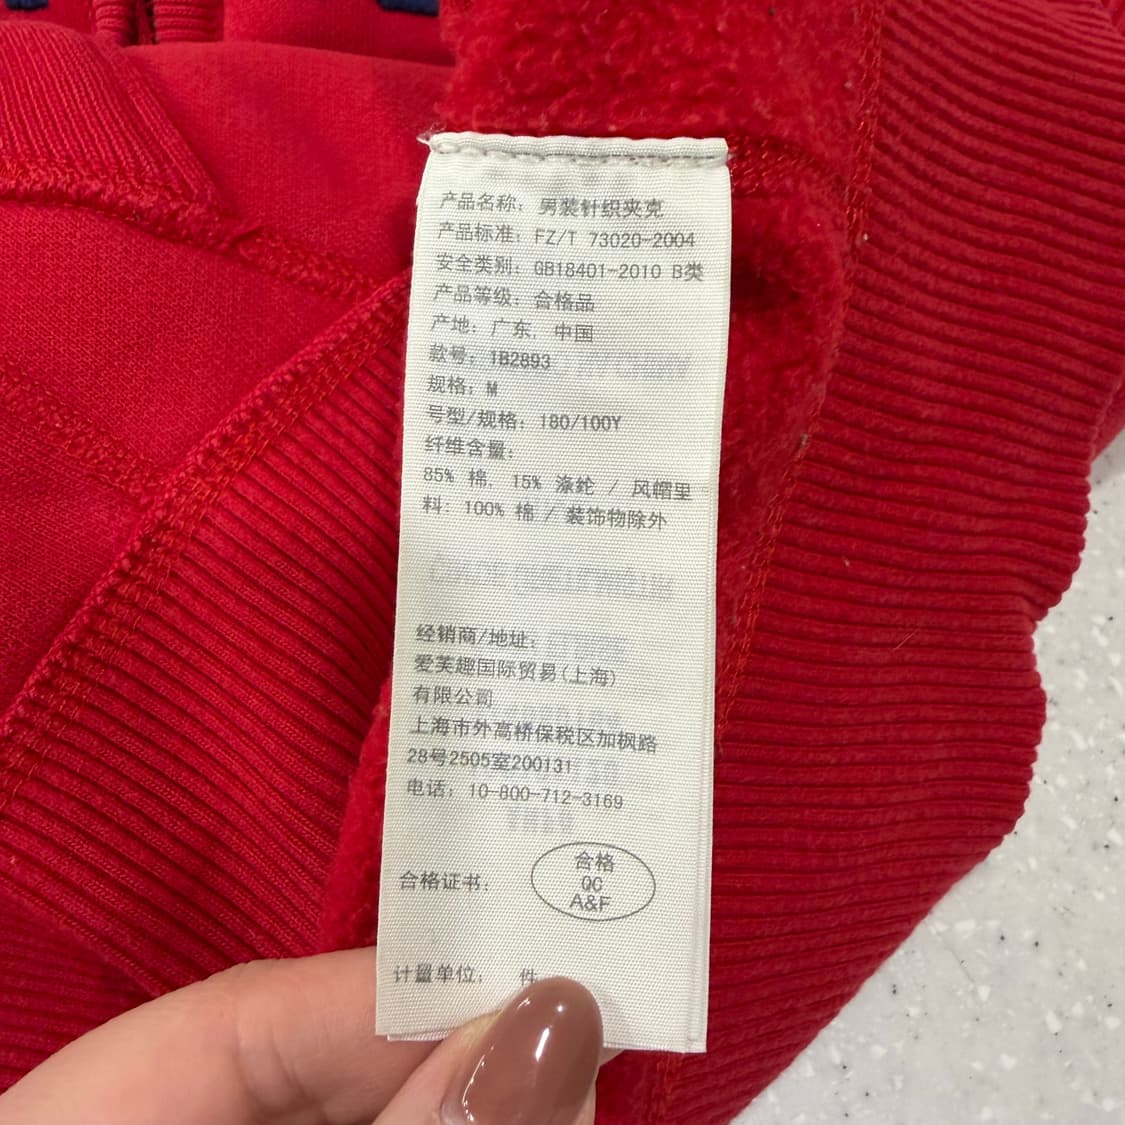 产品名称: 男装针织夹克
产品标准: FZ/T 73020-2004
安全类别: GB18401-2010 B类
产品等级: 合格品
产地: 广东, 中国
款号: 1B2893
规格: M
号型/规格: 180/100Y
纤维含量:
85% 棉, 15% 涤纶 / 风帽里
料: 100% 棉 / 装饰物除外
经销商/地址:
爱芙趣国际贸易(上海)
有限公司
上海市外高桥保税区加枫路
28号2505室200131
电话: 10-800-712-3169
合格证书:
合格
QC
A&F
计量单位: 件